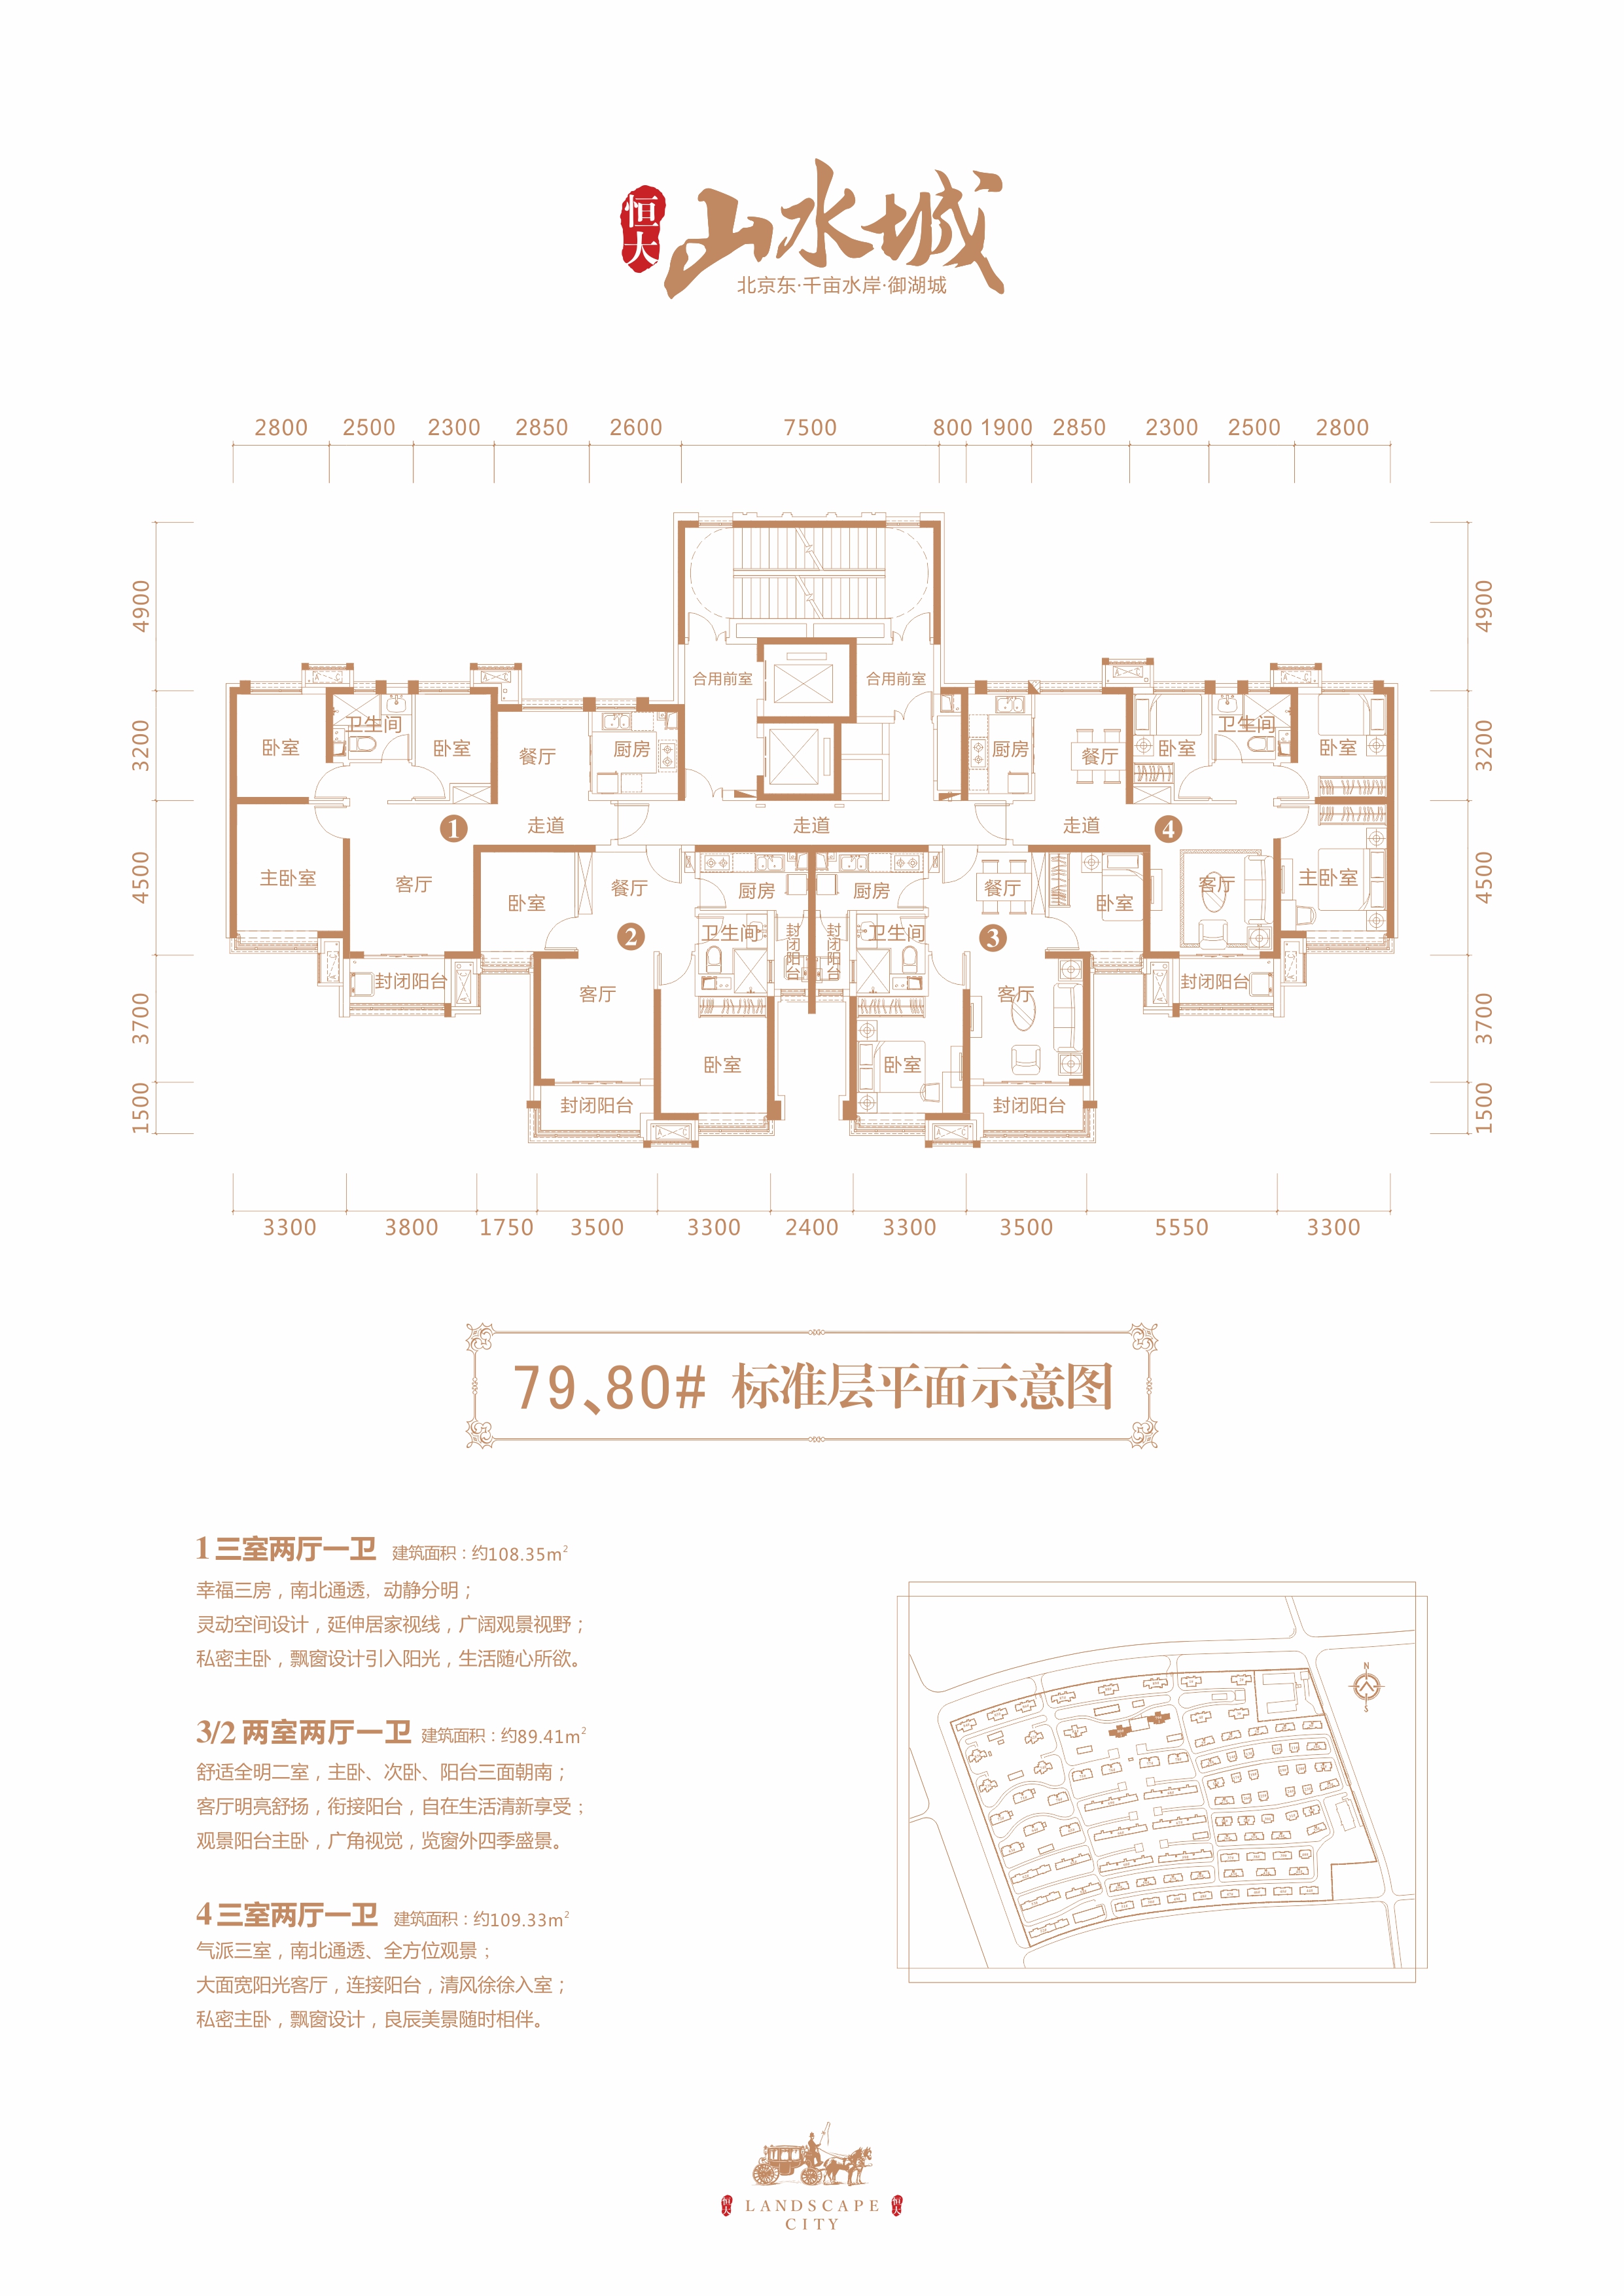 恒大
山水城
北京东·千亩水岸·御湖城
2800 2500 2300 2850 2600 7500 800 1900 2850 2300 2500 2800
4900
3200
4500
3700
1500
4900
3200
4500
3700
1500
合用前室 合用前室
卧室 卫生间 卧室 餐厅 厨房 厨房 餐厅 卧室 卫生间 卧室
1 走道 走道 走道 4
主卧室 客厅 卧室 餐厅 厨房 厨房 餐厅 卧室 客厅 主卧室
2 卫生间 封闭阳台 封闭阳台 卫生间 3
封闭阳台 客厅 客厅 封闭阳台
卧室 卧室
封闭阳台 封闭阳台
3300 3800 1750 3500 3300 2400 3300 3500 5550 3300
79、80# 标准层平面示意图
1 三室两厅一卫 建筑面积：约108.35m²
幸福三房，南北通透，动静分明；
灵动空间设计，延伸居家视线，广阔观景视野；
私密主卧，飘窗设计引入阳光，生活随心所欲。
3/2 两室两厅一卫 建筑面积：约89.41m²
舒适全明二室，主卧、次卧、阳台三面朝南；
客厅明亮舒扬，衔接阳台，自在生活清新享受；
观景阳台主卧，广角视觉，览窗外四季盛景。
4 三室两厅一卫 建筑面积：约109.33m²
气派三室，南北通透、全方位观景；
大面宽阳光客厅，连接阳台，清风徐徐入室；
私密主卧，飘窗设计，良辰美景随时相伴。
N
S
恒大 LANDSCAPE 恒大
CITY